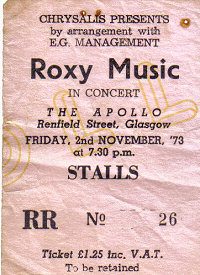 CHRYSALIS PRESENTS
by arrangement with
E.G. MANAGEMENT
Roxy Music
IN CONCERT
THE APOLLO
Renfield Street, Glasgow
FRIDAY, 2nd NOVEMBER, '73
at 7.30 p.m.
STALLS
RR No 26
Ticket £1.25 inc. V.A.T.
To be retained